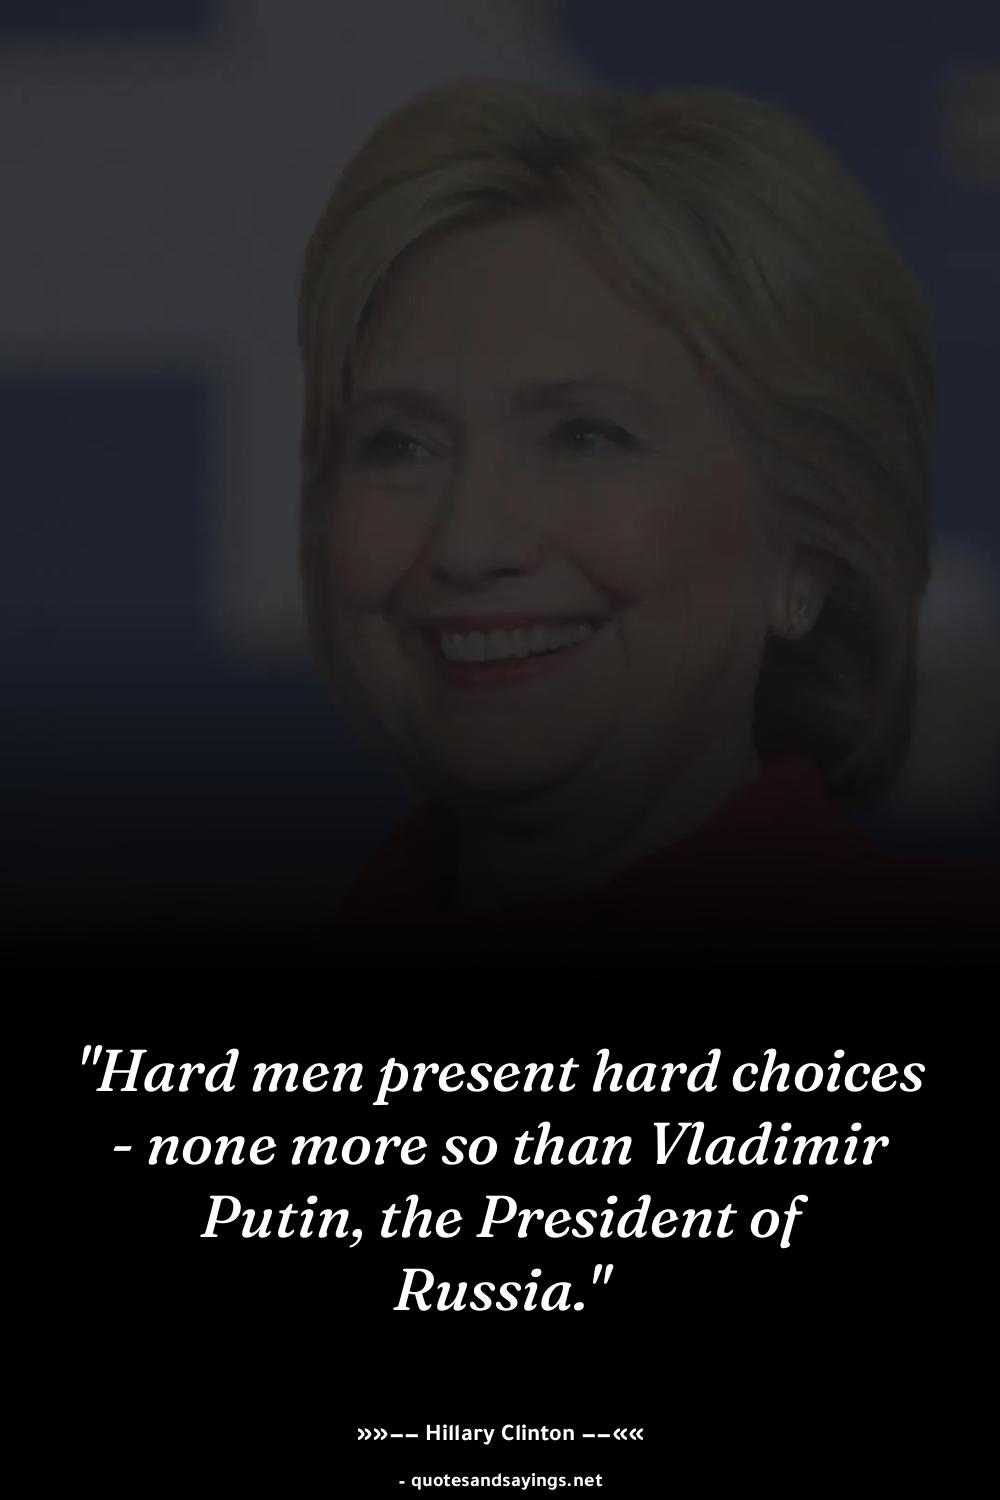 "Hard men present hard choices
- none more so than Vladimir
Putin, the President of
Russia."
»»−− Hillary Clinton −−««
- quotesandsayings.net